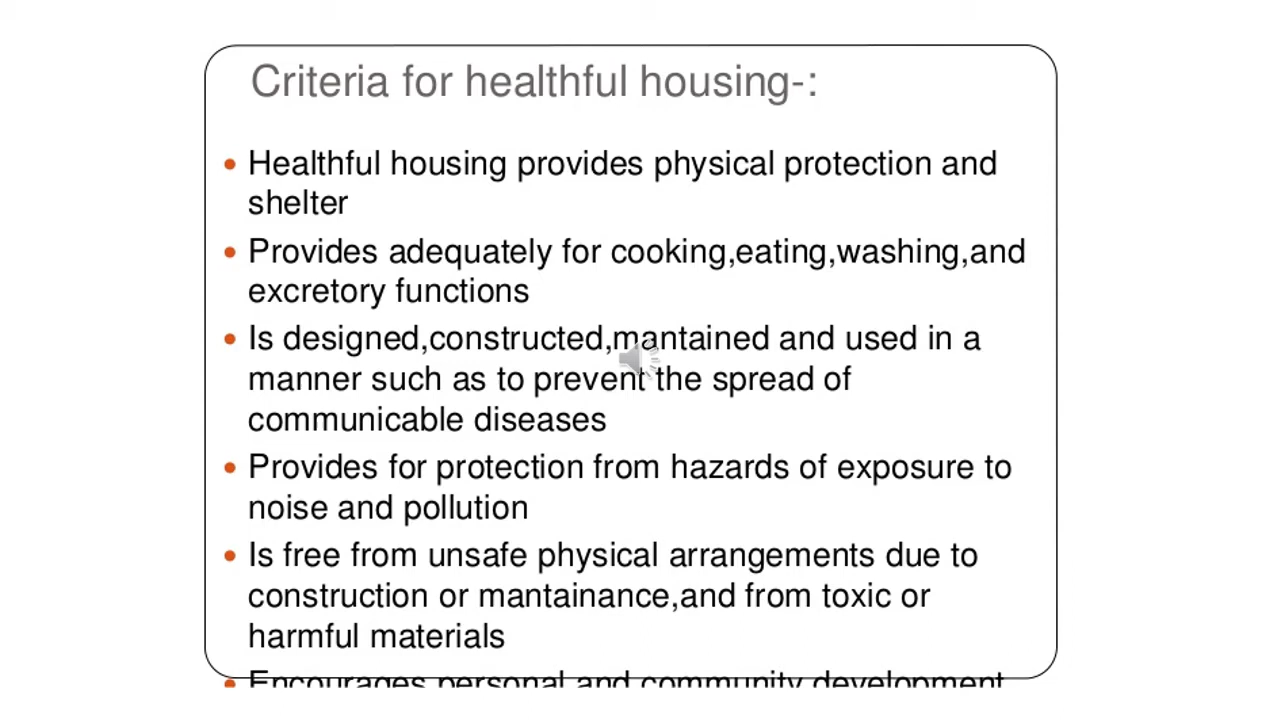 Criteria for healthful housing-:
• Healthful housing provides physical protection and
shelter
• Provides adequately for cooking,eating,washing,and
excretory functions
• Is designed,constructed,mantained and used in a
manner such as to prevent the spread of
communicable diseases
• Provides for protection from hazards of exposure to
noise and pollution
• Is free from unsafe physical arrangements due to
construction or mantainance,and from toxic or
harmful materials
• Encourages personal and community development